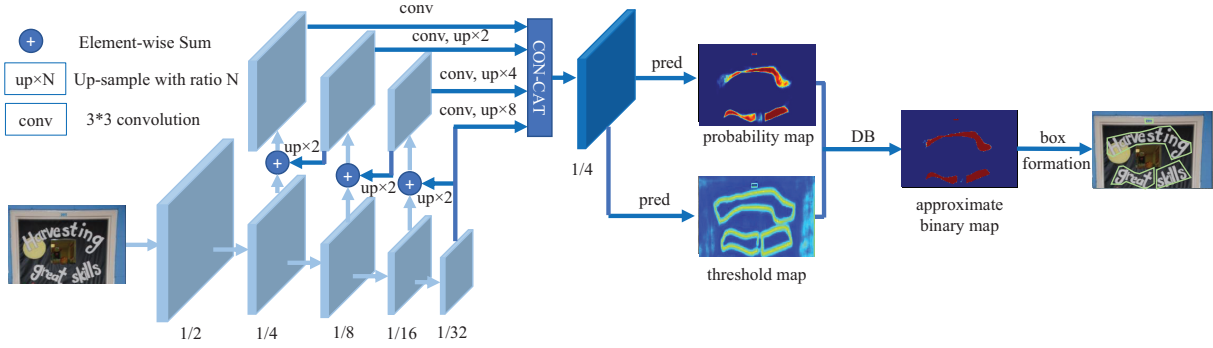 + Element-wise Sum
up×N Up-sample with ratio N
conv 3*3 convolution
conv
conv, up×2
conv, up×4
conv, up×8
CON-CAT
up×2
+
up×2
+
up×2
+
Harvesting
great skills
1/2
1/4
1/8
1/16
1/32
1/4
pred
pred
probability map
threshold map
DB
approximate
binary map
box
formation
Harvesting
great skills